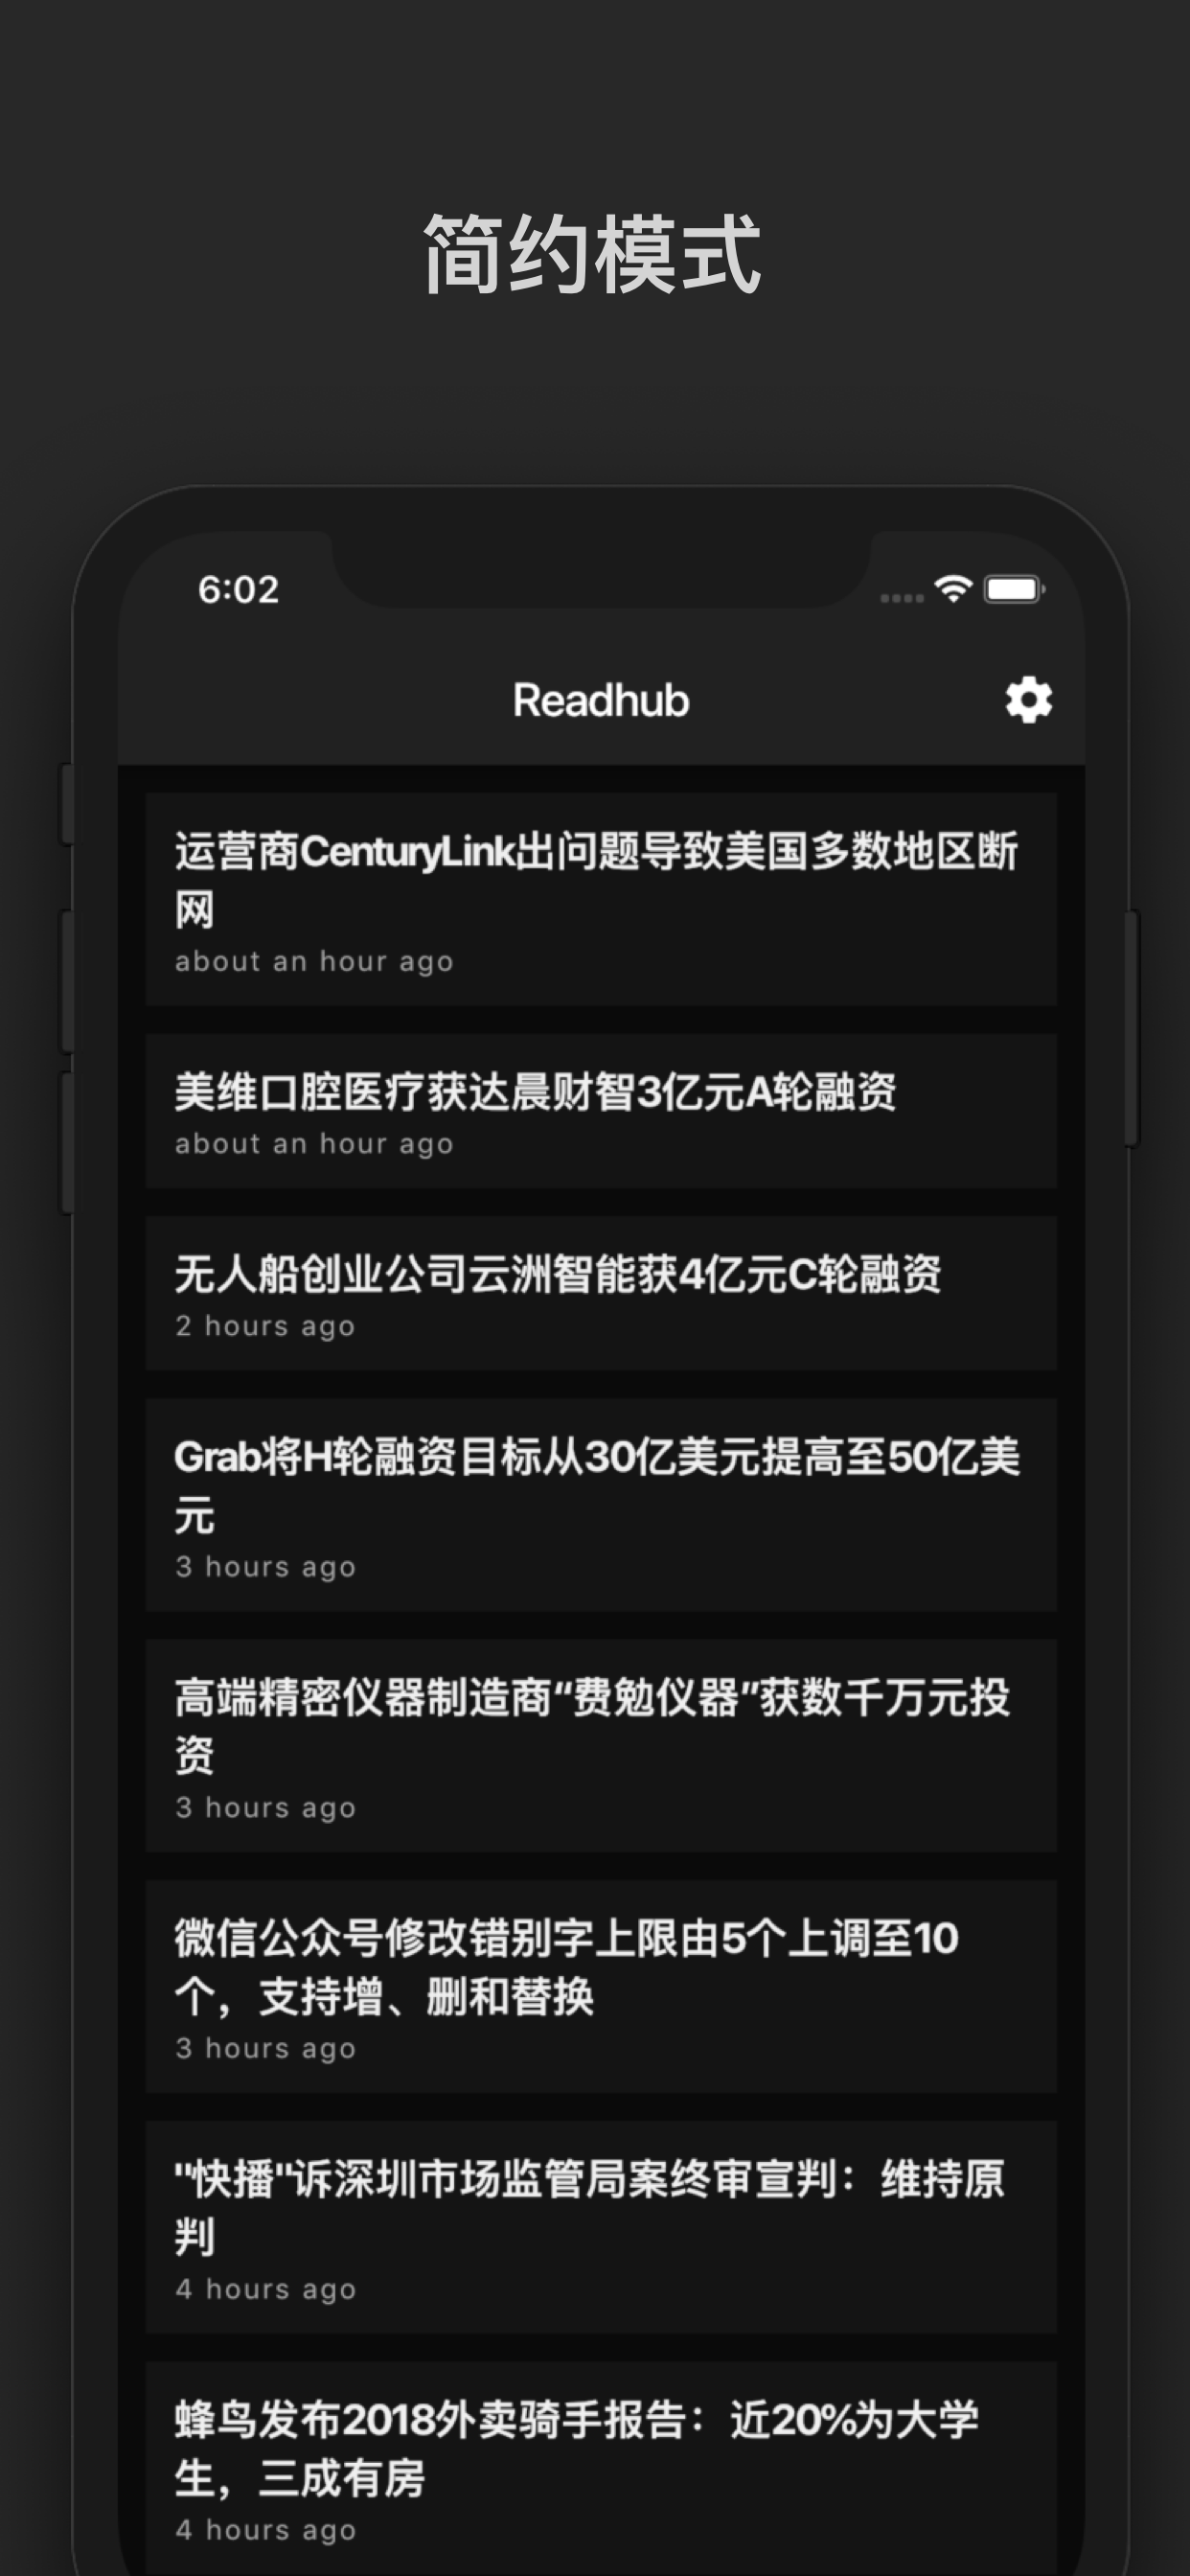 简约模式
6:02
Readhub
运营商CenturyLink出问题导致美国多数地区断
网
about an hour ago
美维口腔医疗获达晨财智3亿元A轮融资
about an hour ago
无人船创业公司云洲智能获4亿元C轮融资
2 hours ago
Grab将H轮融资目标从30亿美元提高至50亿美
元
3 hours ago
高端精密仪器制造商“费勉仪器”获数千万元投
资
3 hours ago
微信公众号修改错别字上限由5个上调至10
个，支持增、删和替换
3 hours ago
"快播"诉深圳市场监管局案终审宣判：维持原
判
4 hours ago
蜂鸟发布2018外卖骑手报告：近20%为大学
生，三成有房
4 hours ago